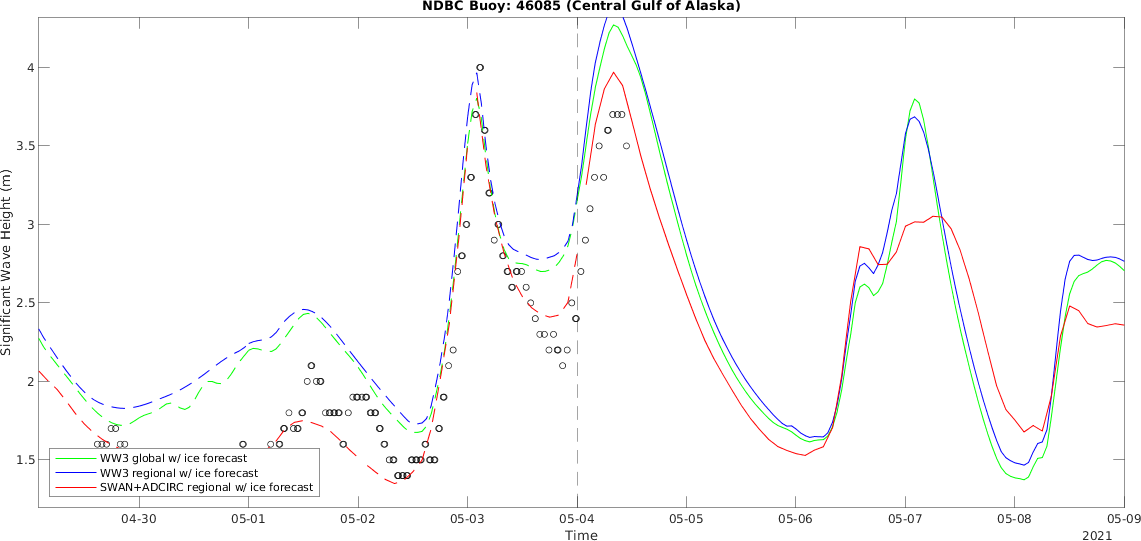 NDBC Buoy: 46085 (Central Gulf of Alaska)
Significant Wave Height (m)
4
3.5
3
2.5
2
1.5
WW3 global w/ ice forecast
WW3 regional w/ ice forecast
SWAN+ADCIRC regional w/ ice forecast
04-30 05-01 05-02 05-03 05-04 05-05 05-06 05-07 05-08 05-09
Time
2021